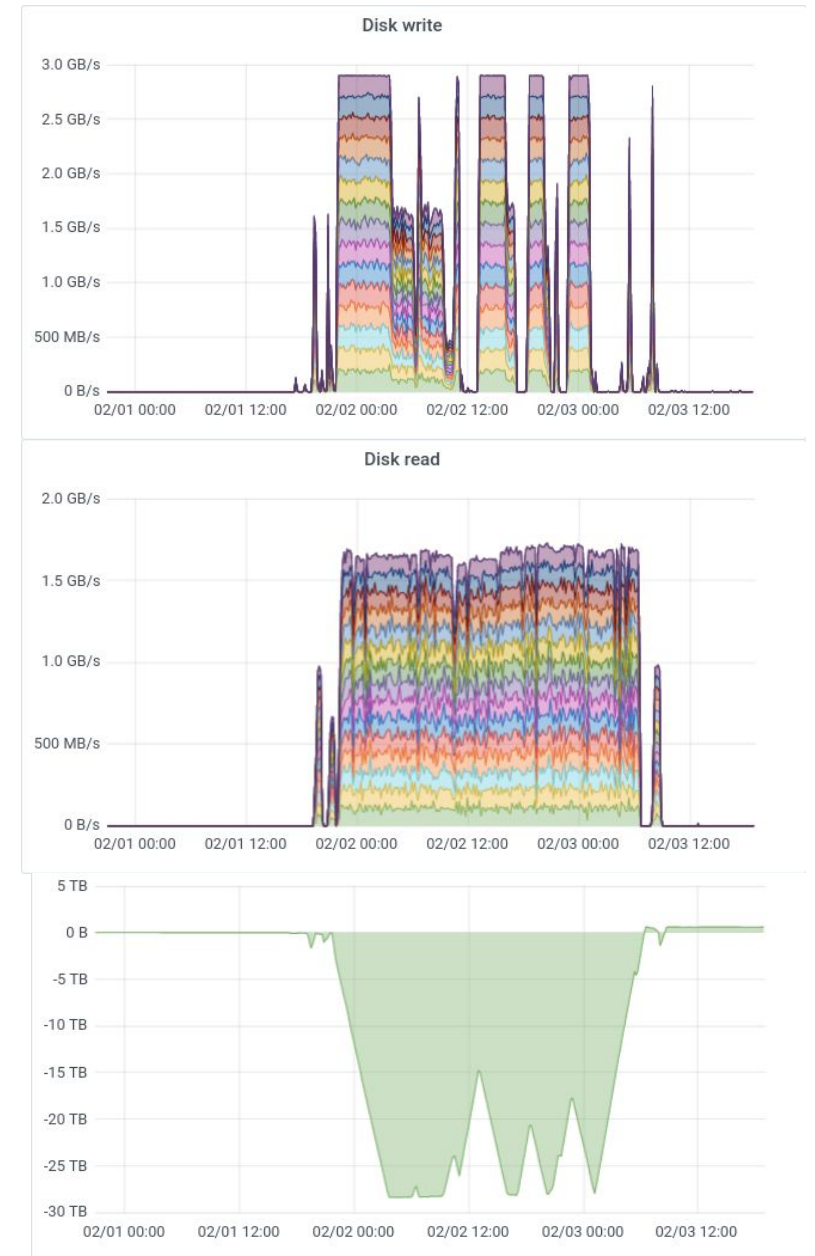 Disk write
3.0 GB/s
2.5 GB/s
2.0 GB/s
1.5 GB/s
1.0 GB/s
500 MB/s
0 B/s
02/01 00:00 02/01 12:00 02/02 00:00 02/02 12:00 02/03 00:00 02/03 12:00
Disk read
2.0 GB/s
1.5 GB/s
1.0 GB/s
500 MB/s
0 B/s
02/01 00:00 02/01 12:00 02/02 00:00 02/02 12:00 02/03 00:00 02/03 12:00
5 TB
0 B
-5 TB
-10 TB
-15 TB
-20 TB
-25 TB
-30 TB
02/01 00:00 02/01 12:00 02/02 00:00 02/02 12:00 02/03 00:00 02/03 12:00